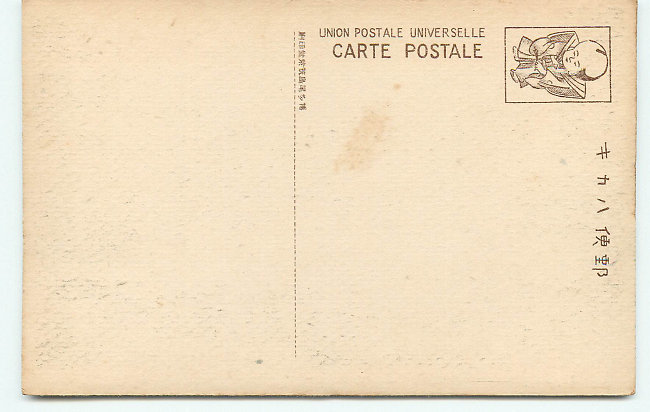 UNION POSTALE UNIVERSELLE
CARTE POSTALE
郵便ハカキ